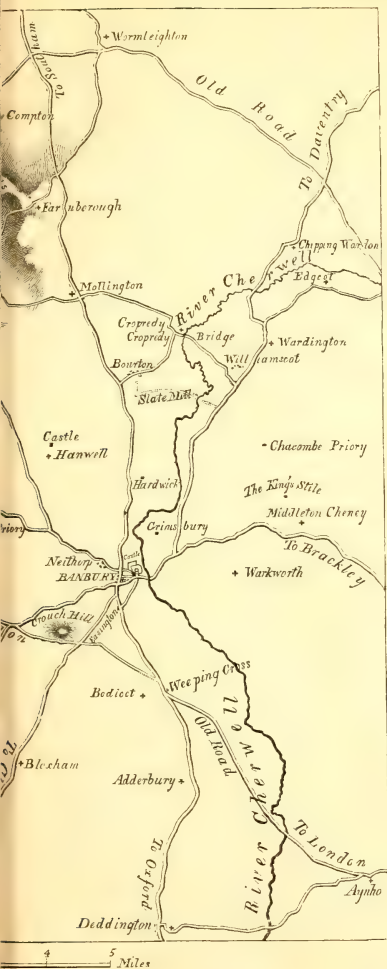 To Southam
Wormleighton
Old Road
To Daventry
Compton
Farnborough
Chipping Wardon
River Cherwell
Edgcot
Mollington
Cropredy
Cropredy Bridge
Wardington
Williamscot
Bourton
Slate Mill
Castle
Hanwell
Chacombe Priory
Hardwick
The Kings Stile
Priory
Grimsbury
Middleton Cheney
To Brackley
Neithorp
Castle
BANBURY
Warkworth
Crouch Hill
Easington
Weeping Cross
Bodicot
Old Road
River Cherwell
Bloxham
Adderbury
To London
To Oxford
Aynho
Deddington
4 5 Miles